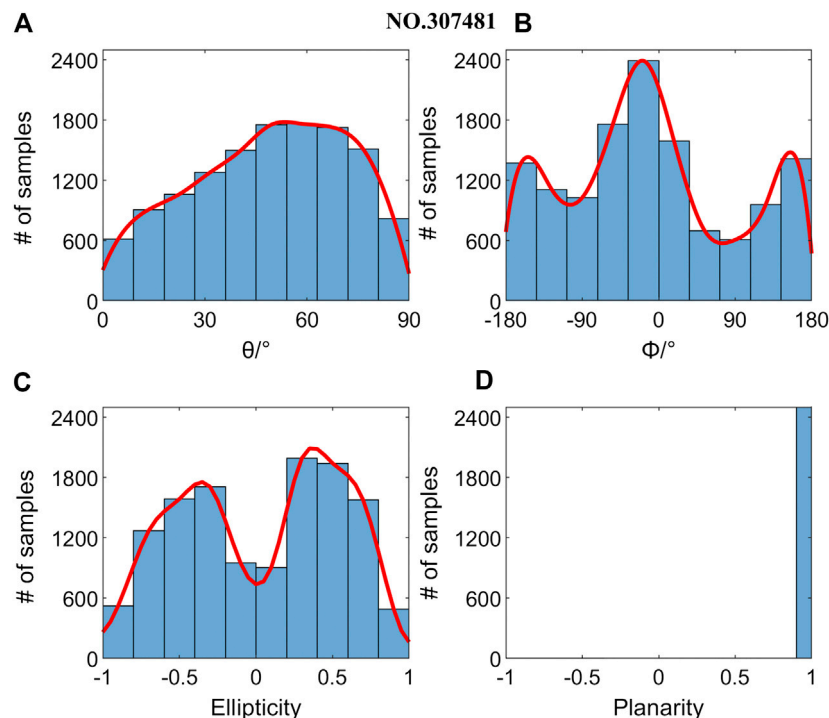 NO.307481
A
2400
1800
1200
600
0
# of samples
0 30 60 90
θ/°
B
2400
1800
1200
600
0
# of samples
-180 -90 0 90 180
Φ/°
C
2400
1800
1200
600
0
# of samples
-1 -0.5 0 0.5 1
Ellipticity
D
2400
1800
1200
600
0
# of samples
-1 -0.5 0 0.5 1
Planarity